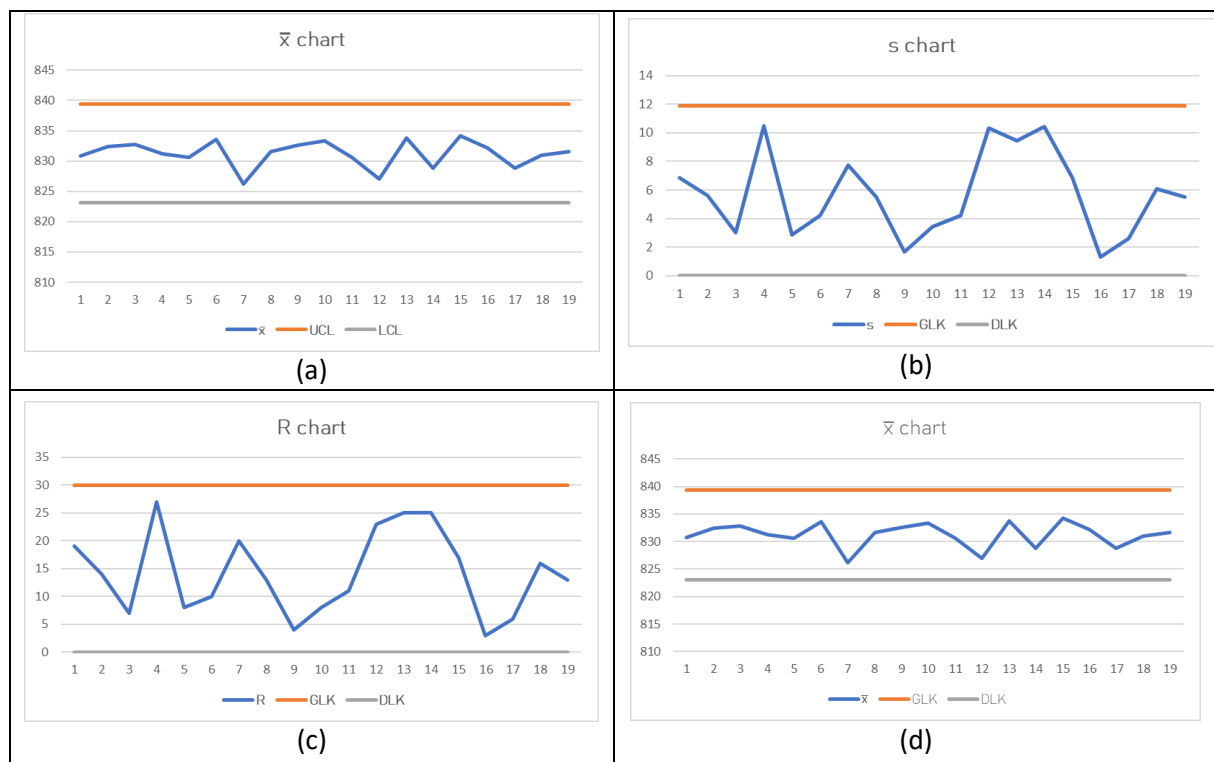 x̅ chart
845
840
835
830
825
820
815
810
1 2 3 4 5 6 7 8 9 10 11 12 13 14 15 16 17 18 19
x̅ UCL LCL
(a)
s chart
14
12
10
8
6
4
2
0
1 2 3 4 5 6 7 8 9 10 11 12 13 14 15 16 17 18 19
s GLK DLK
(b)
R chart
35
30
25
20
15
10
5
0
1 2 3 4 5 6 7 8 9 10 11 12 13 14 15 16 17 18 19
R GLK DLK
(c)
x̅ chart
845
840
835
830
825
820
815
810
1 2 3 4 5 6 7 8 9 10 11 12 13 14 15 16 17 18 19
x̅ GLK DLK
(d)